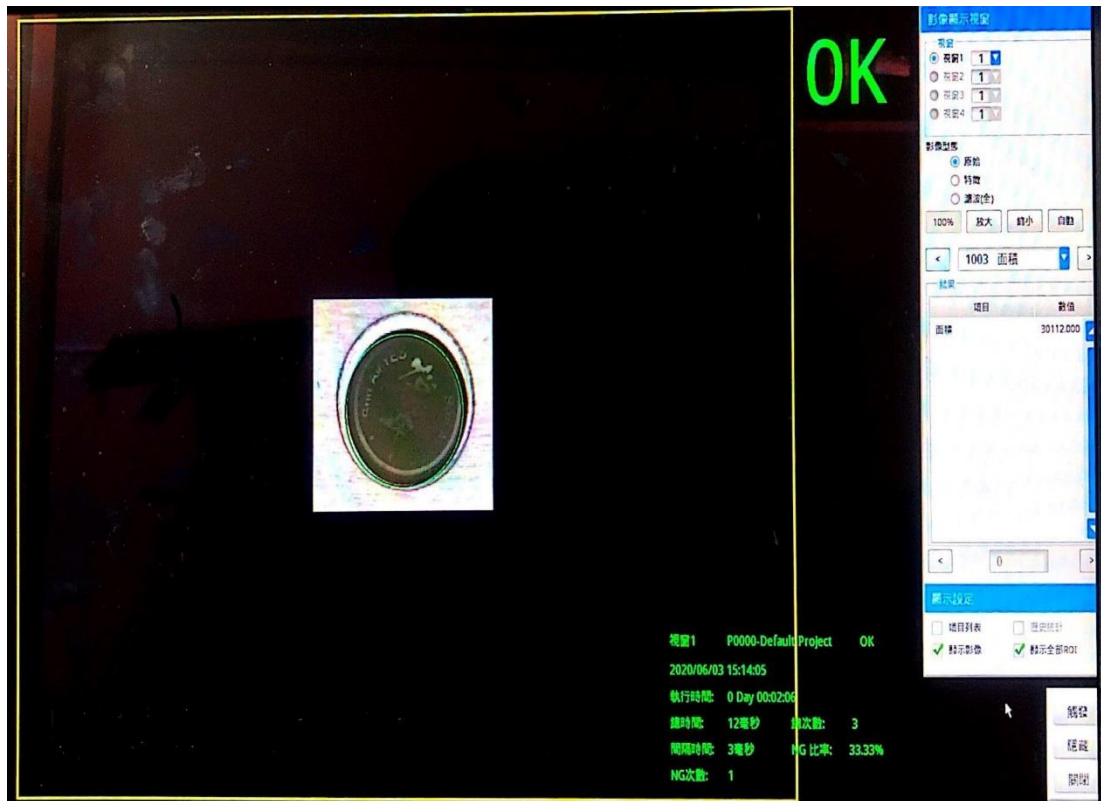 OK
影像顯示視窗
視窗
視窗1 1
視窗2 1
視窗3 1
視窗4 1
影像型態
原始
特徵
濾波(全)
100% 放大 縮小 自動
< 1003 面積 >
結果
項目 數值
面積 30112.000
< 0 >
顯示設定
項目列表 歷史統計
顯示影像 顯示全部ROI
視窗1 P0000-Default Project OK
2020/06/03 15:14:05
執行時間: 0 Day 00:02:06
總時間: 12毫秒 總次數: 3
間隔時間: 3毫秒 NG 比率: 33.33%
NG次數: 1
觸發
隱藏
關閉